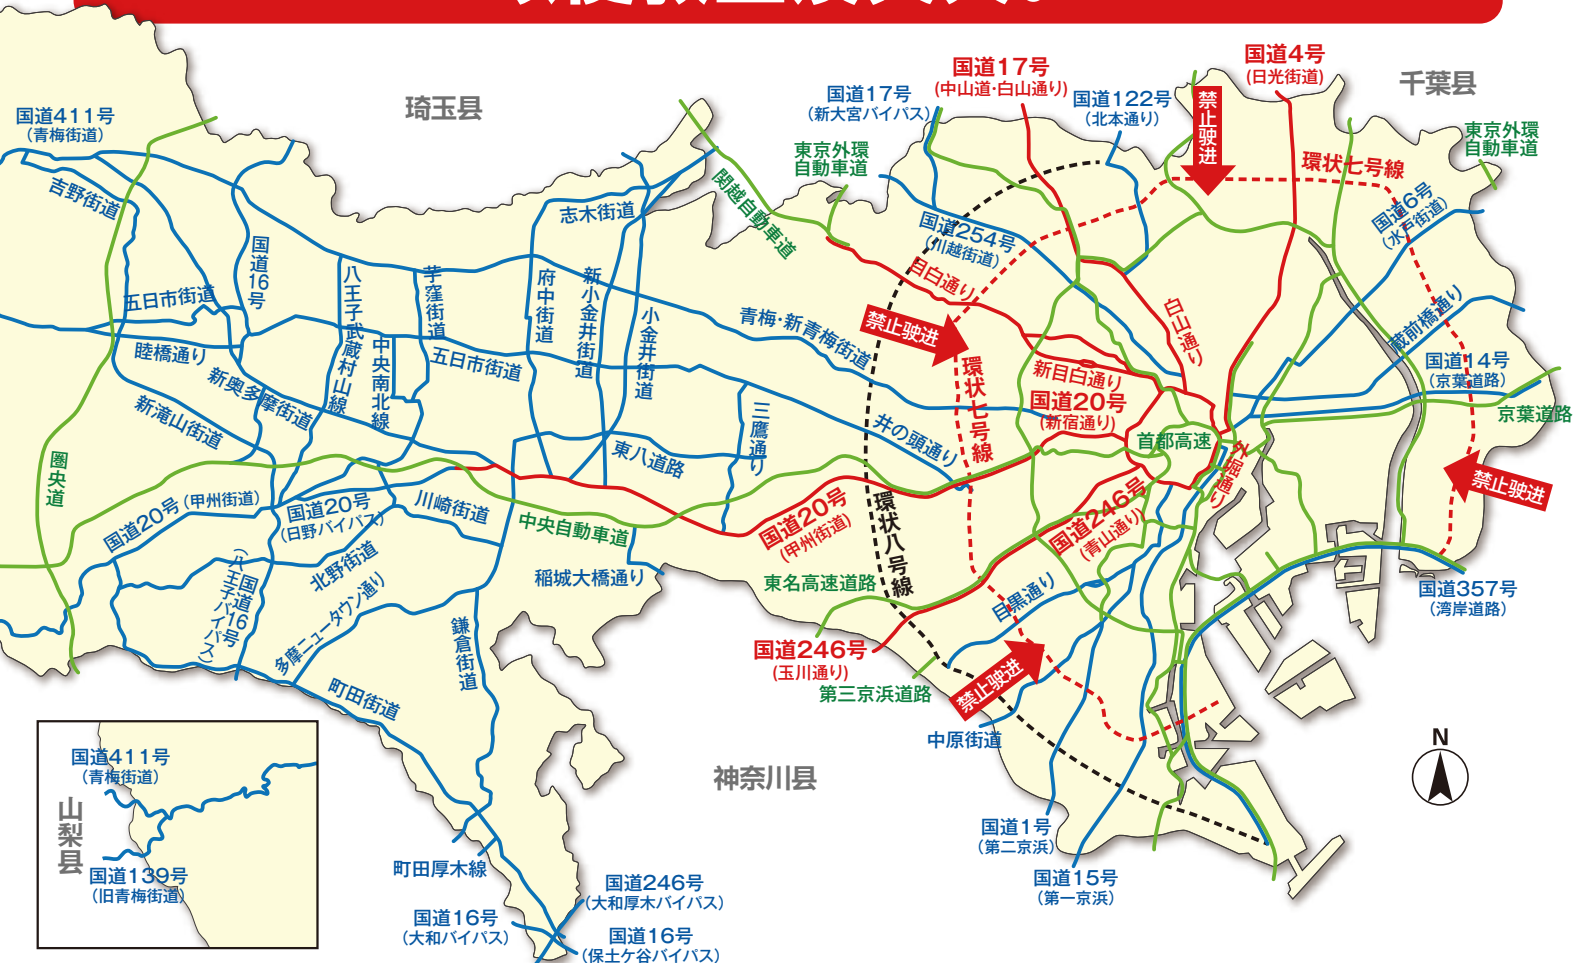 国道411号
(青梅街道)
吉野街道
琦玉县
国道17号
(新大宮バイパス)
国道17号
(中山道・白山通り)
国道122号
(北本通り)
国道4号
(日光街道)
千葉县
東京外環
自動車道
東京外環
自動車道
禁止驶进
環状七号線
国道6号
(水戸街道)
関越自動車道
志木街道
国道254号
(川越街道)
目白通り
白山通り
国道16号
五日市街道
睦橋通り
新奥多摩街道
新滝山街道
八王子武蔵村山線
中央南北線
芋窪街道
五日市街道
府中街道
新小金井街道
小金井街道
青梅・新青梅街道
禁止驶进
環状七号線
新目白通り
国道20号
(新宿通り)
蔵前橋通り
国道14号
(京葉道路)
京葉道路
三鷹通り
井の頭通り
東八道路
首都高速
外堀通り
禁止驶进
圏央道
国道20号(甲州街道)
国道20号
(日野バイパス)
川崎街道
中央自動車道
国道20号
(甲州街道)
環状八号線
国道246号
(青山通り)
北野街道
国道16号
(八王子バイパス)
多摩ニュータウン通り
稲城大橋通り
東名高速道路
目黒通り
国道357号
(湾岸道路)
鎌倉街道
町田街道
国道246号
(玉川通り)
第三京浜道路
禁止驶进
中原街道
神奈川县
N
国道411号
(青梅街道)
山梨县
国道139号
(旧青梅街道)
国道1号
(第二京浜)
国道15号
(第一京浜)
町田厚木線
国道246号
(大和厚木バイパス)
国道16号
(大和バイパス)
国道16号
(保土ケ谷バイパス)